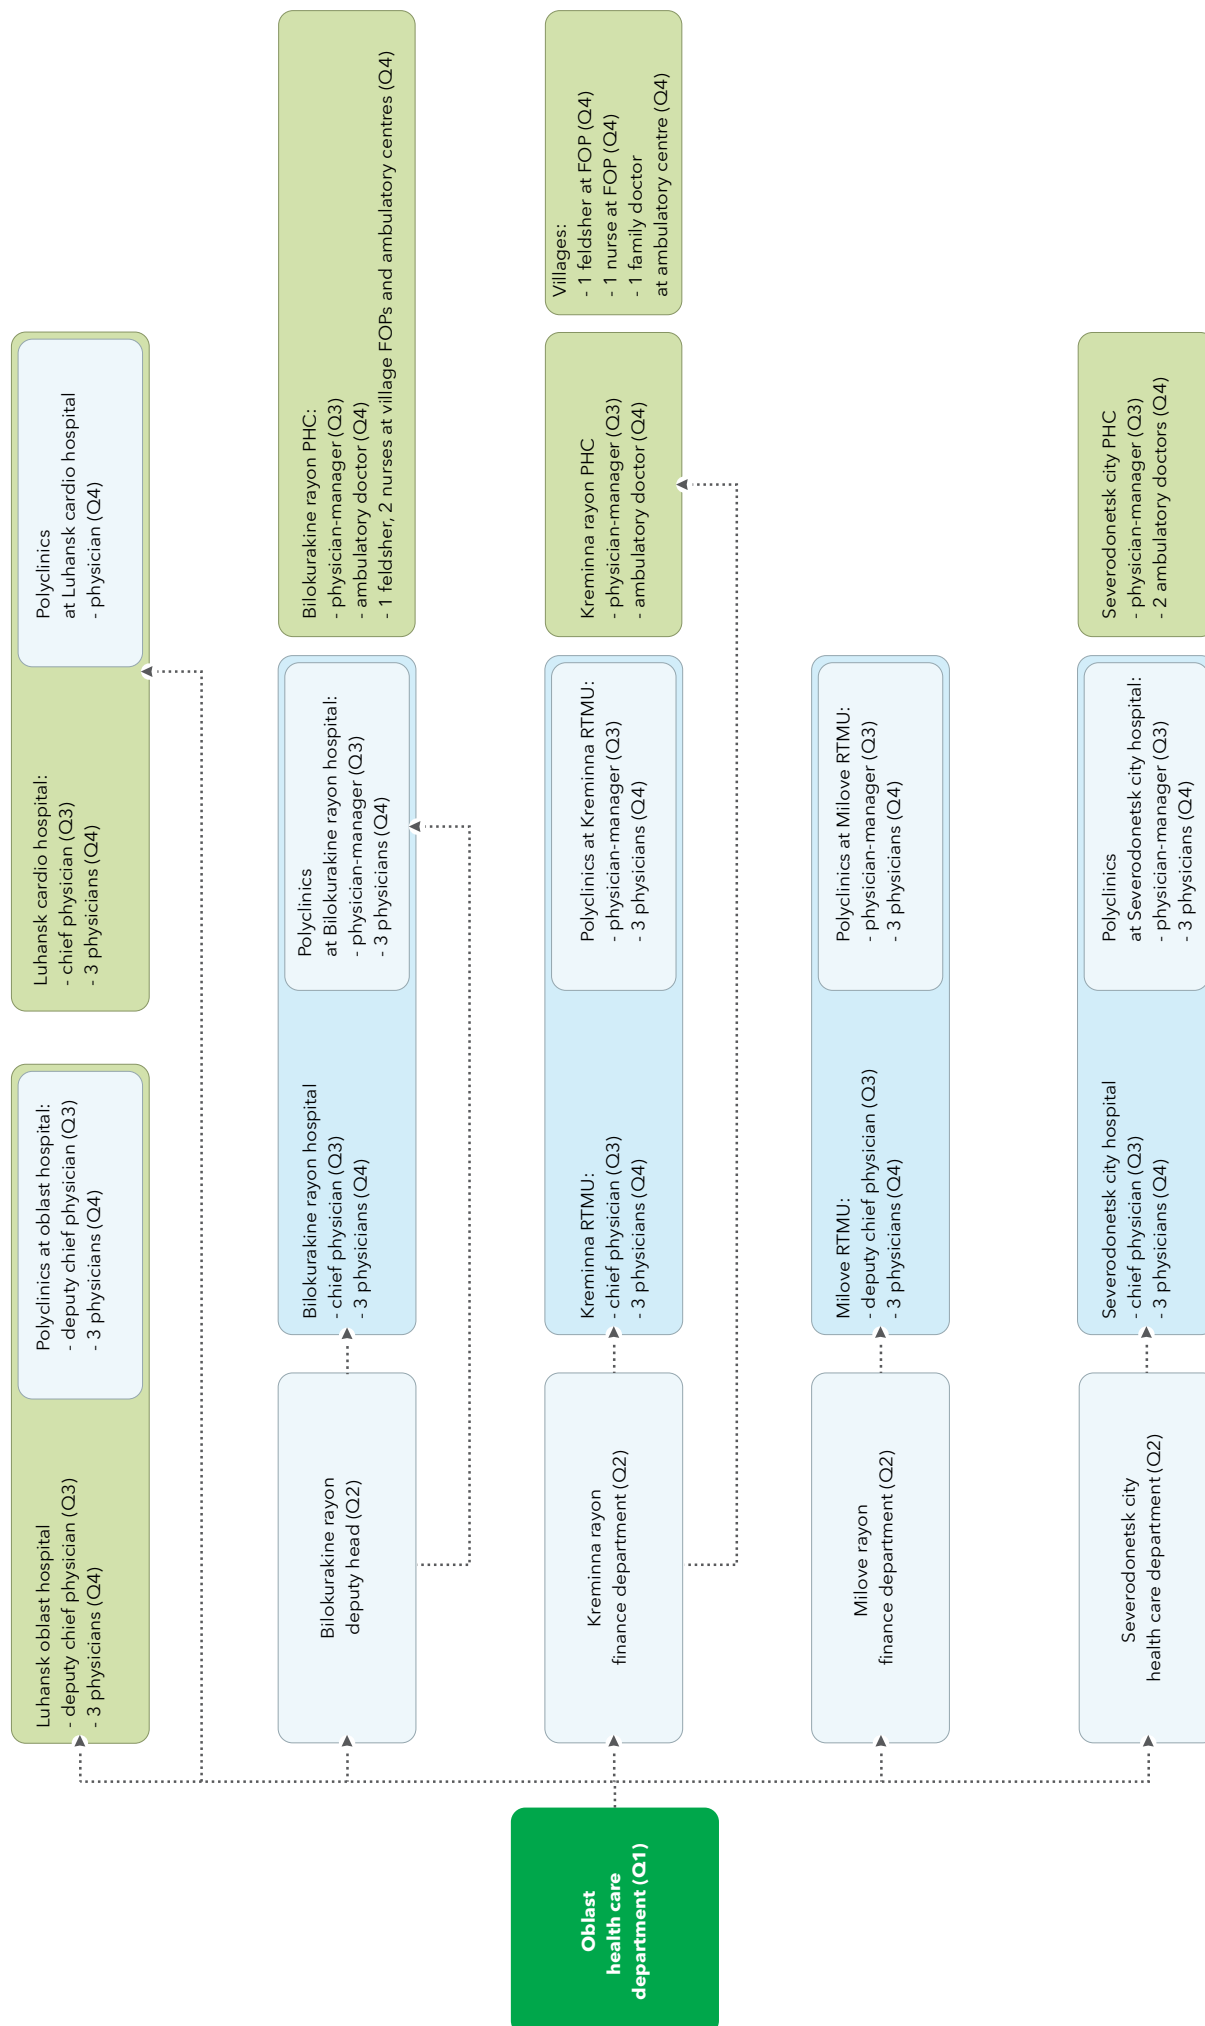 Oblast
health care
department (Q1)
Luhansk oblast hospital
- deputy chief physician (Q3)
- 3 physicians (Q4)
Polyclinics at oblast hospital:
- deputy chief physician (Q3)
- 3 physicians (Q4)
Luhansk cardio hospital:
- chief physician (Q3)
- 3 physicians (Q4)
Polyclinics
at Luhansk cardio hospital
- physician (Q4)
Bilokurakine rayon
deputy head (Q2)
Bilokurakine rayon hospital
- chief physician (Q3)
- 3 physicians (Q4)
Polyclinics
at Bilokurakine rayon hospital:
- physician-manager (Q3)
- 3 physicians (Q4)
Bilokurakine rayon PHC:
- physician-manager (Q3)
- ambulatory doctor (Q4)
- 1 feldsher, 2 nurses at village FOPs and ambulatory centres (Q4)
Kreminna rayon
finance department (Q2)
Kreminna RTMU:
- chief physician (Q3)
- 3 physicians (Q4)
Polyclinics at Kreminna RTMU:
- physician-manager (Q3)
- 3 physicians (Q4)
Kreminna rayon PHC
- physician-manager (Q3)
- ambulatory doctor (Q4)
Villages:
- 1 feldsher at FOP (Q4)
- 1 nurse at FOP (Q4)
- 1 family doctor
at ambulatory centre (Q4)
Milove rayon
finance department (Q2)
Milove RTMU:
- deputy chief physician (Q3)
- 3 physicians (Q4)
Polyclinics at Milove RTMU:
- physician-manager (Q3)
- 3 physicians (Q4)
Severodonetsk city
health care department (Q2)
Severodonetsk city hospital
- chief physician (Q3)
- 3 physicians (Q4)
Polyclinics
at Severodonetsk city hospital:
- physician-manager (Q3)
- 3 physicians (Q4)
Severodonetsk city PHC
- physician-manager (Q3)
- 2 ambulatory doctors (Q4)